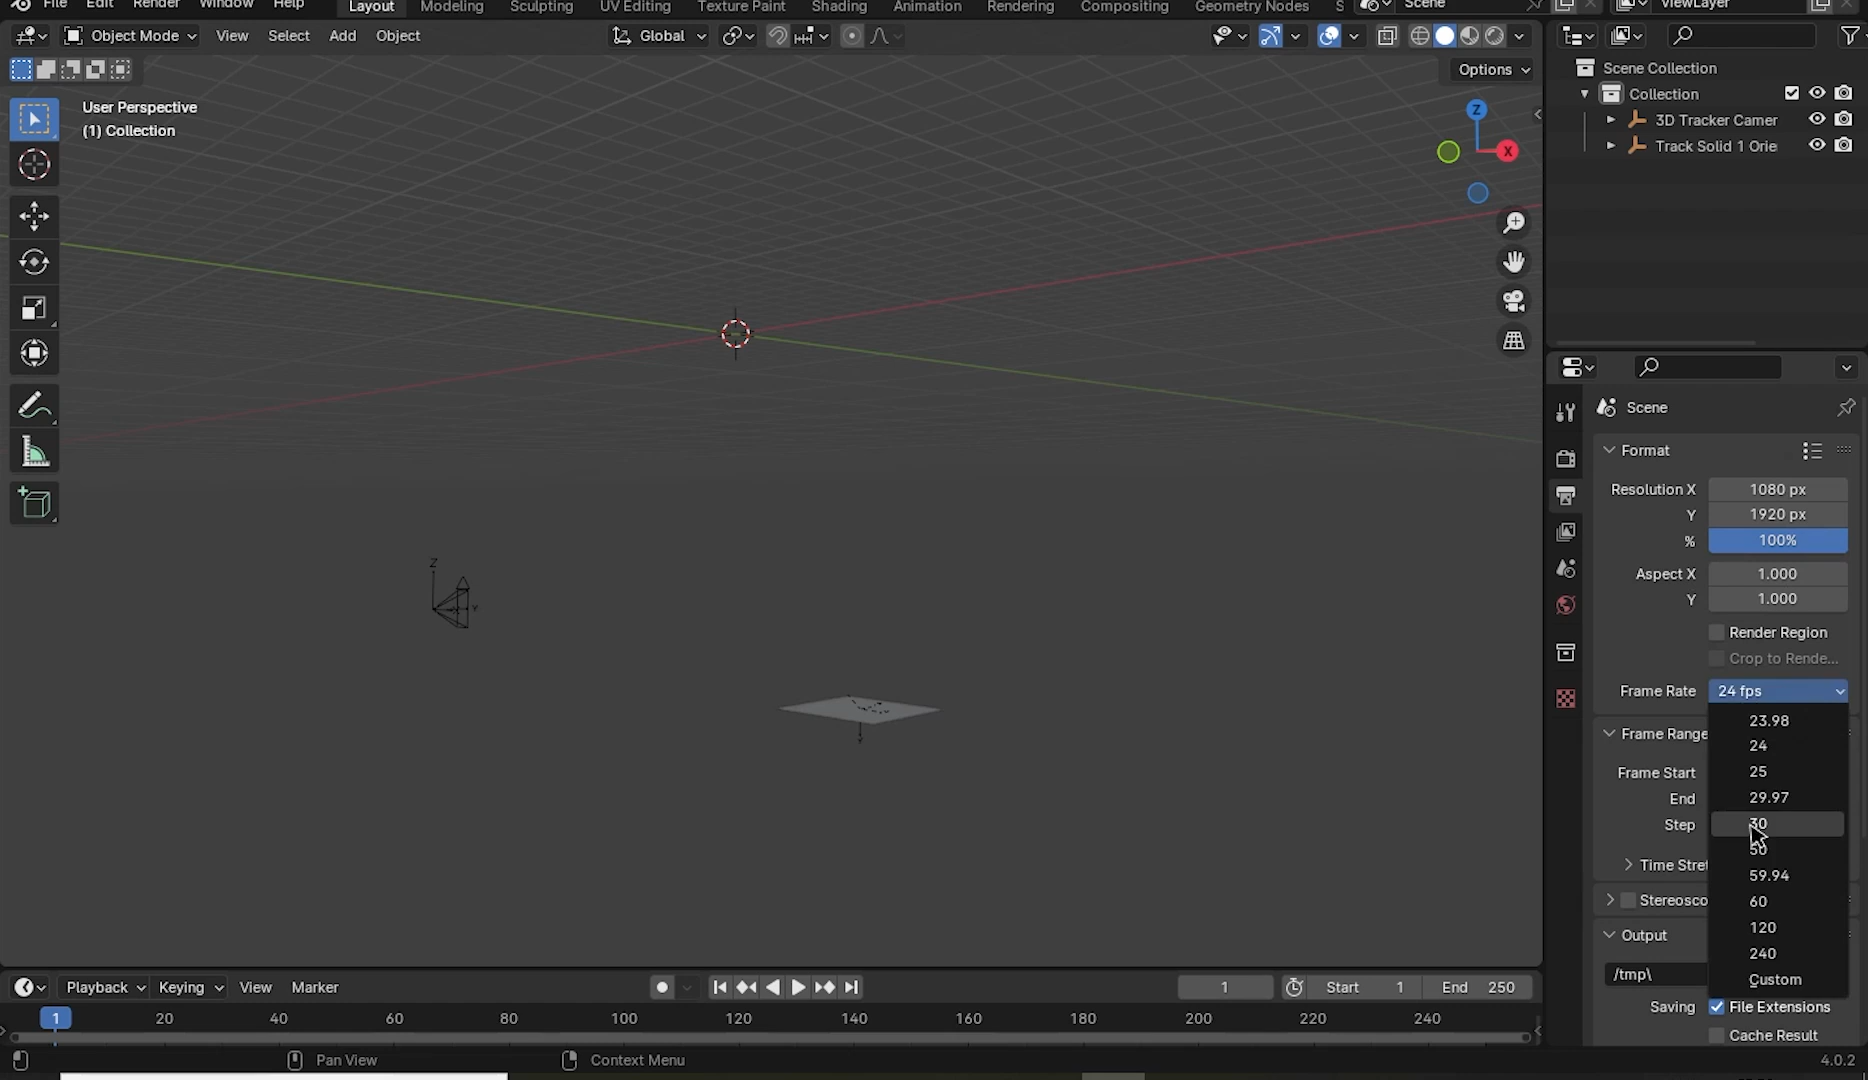 File Edit Render Window Help Layout Modeling Sculpting UV Editing Texture Paint Shading Animation Rendering Compositing Geometry Nodes S Scene ViewLayer
Object Mode View Select Add Object Global
Options
User Perspective
(1) Collection
Z
X
Scene Collection
Collection
3D Tracker Camer
Track Solid 1 Orie
Scene
Format
Resolution X 1080 px
Y 1920 px
% 100%
Aspect X 1.000
Y 1.000
Render Region
Crop to Rende...
Frame Rate 24 fps
23.98
24
25
29.97
30
50
59.94
60
120
240
Custom
Frame Range
Frame Start
End
Step
Time Stret
Stereosco
Output
/tmp\
Saving File Extensions
Cache Result
Z
Y
Y
Playback Keying View Marker 1 Start 1 End 250
1 20 40 60 80 100 120 140 160 180 200 220 240
Pan View Context Menu 4.0.2